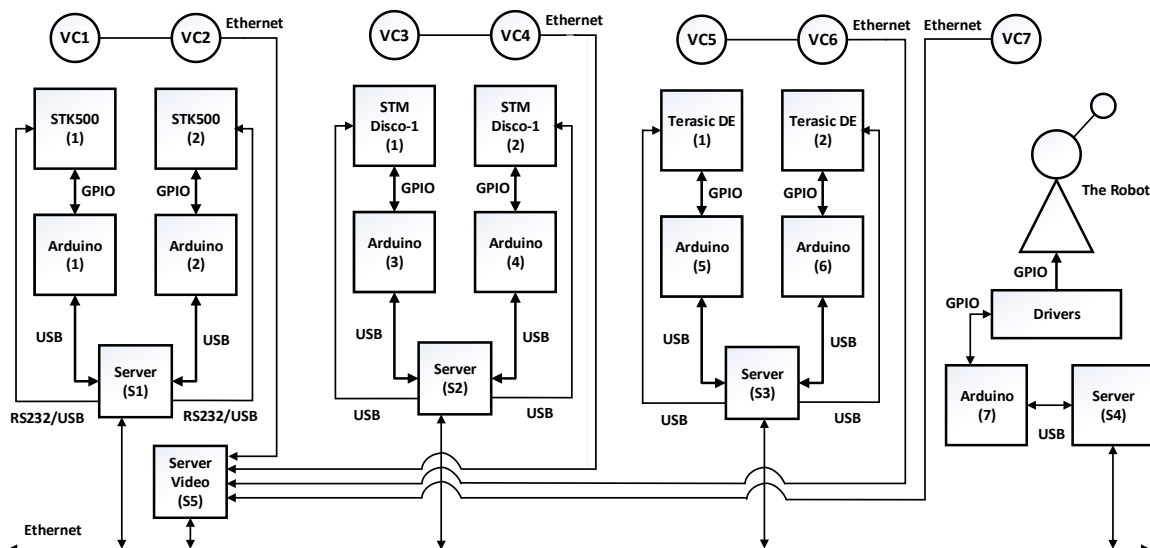 Ethernet
Ethernet
Ethernet
Ethernet
VC1
VC2
VC3
VC4
VC5
VC6
VC7
STK500
(1)
STK500
(2)
STM
Disco-1
(1)
STM
Disco-1
(2)
Terasic DE
(1)
Terasic DE
(2)
GPIO
GPIO
GPIO
GPIO
GPIO
GPIO
The Robot
Arduino
(1)
Arduino
(2)
Arduino
(3)
Arduino
(4)
Arduino
(5)
Arduino
(6)
GPIO
GPIO
Drivers
USB
USB
USB
USB
USB
USB
Server
(S1)
Server
(S2)
Server
(S3)
Arduino
(7)
Server
(S4)
RS232/USB
RS232/USB
USB
USB
USB
USB
USB
Server
Video
(S5)
Ethernet